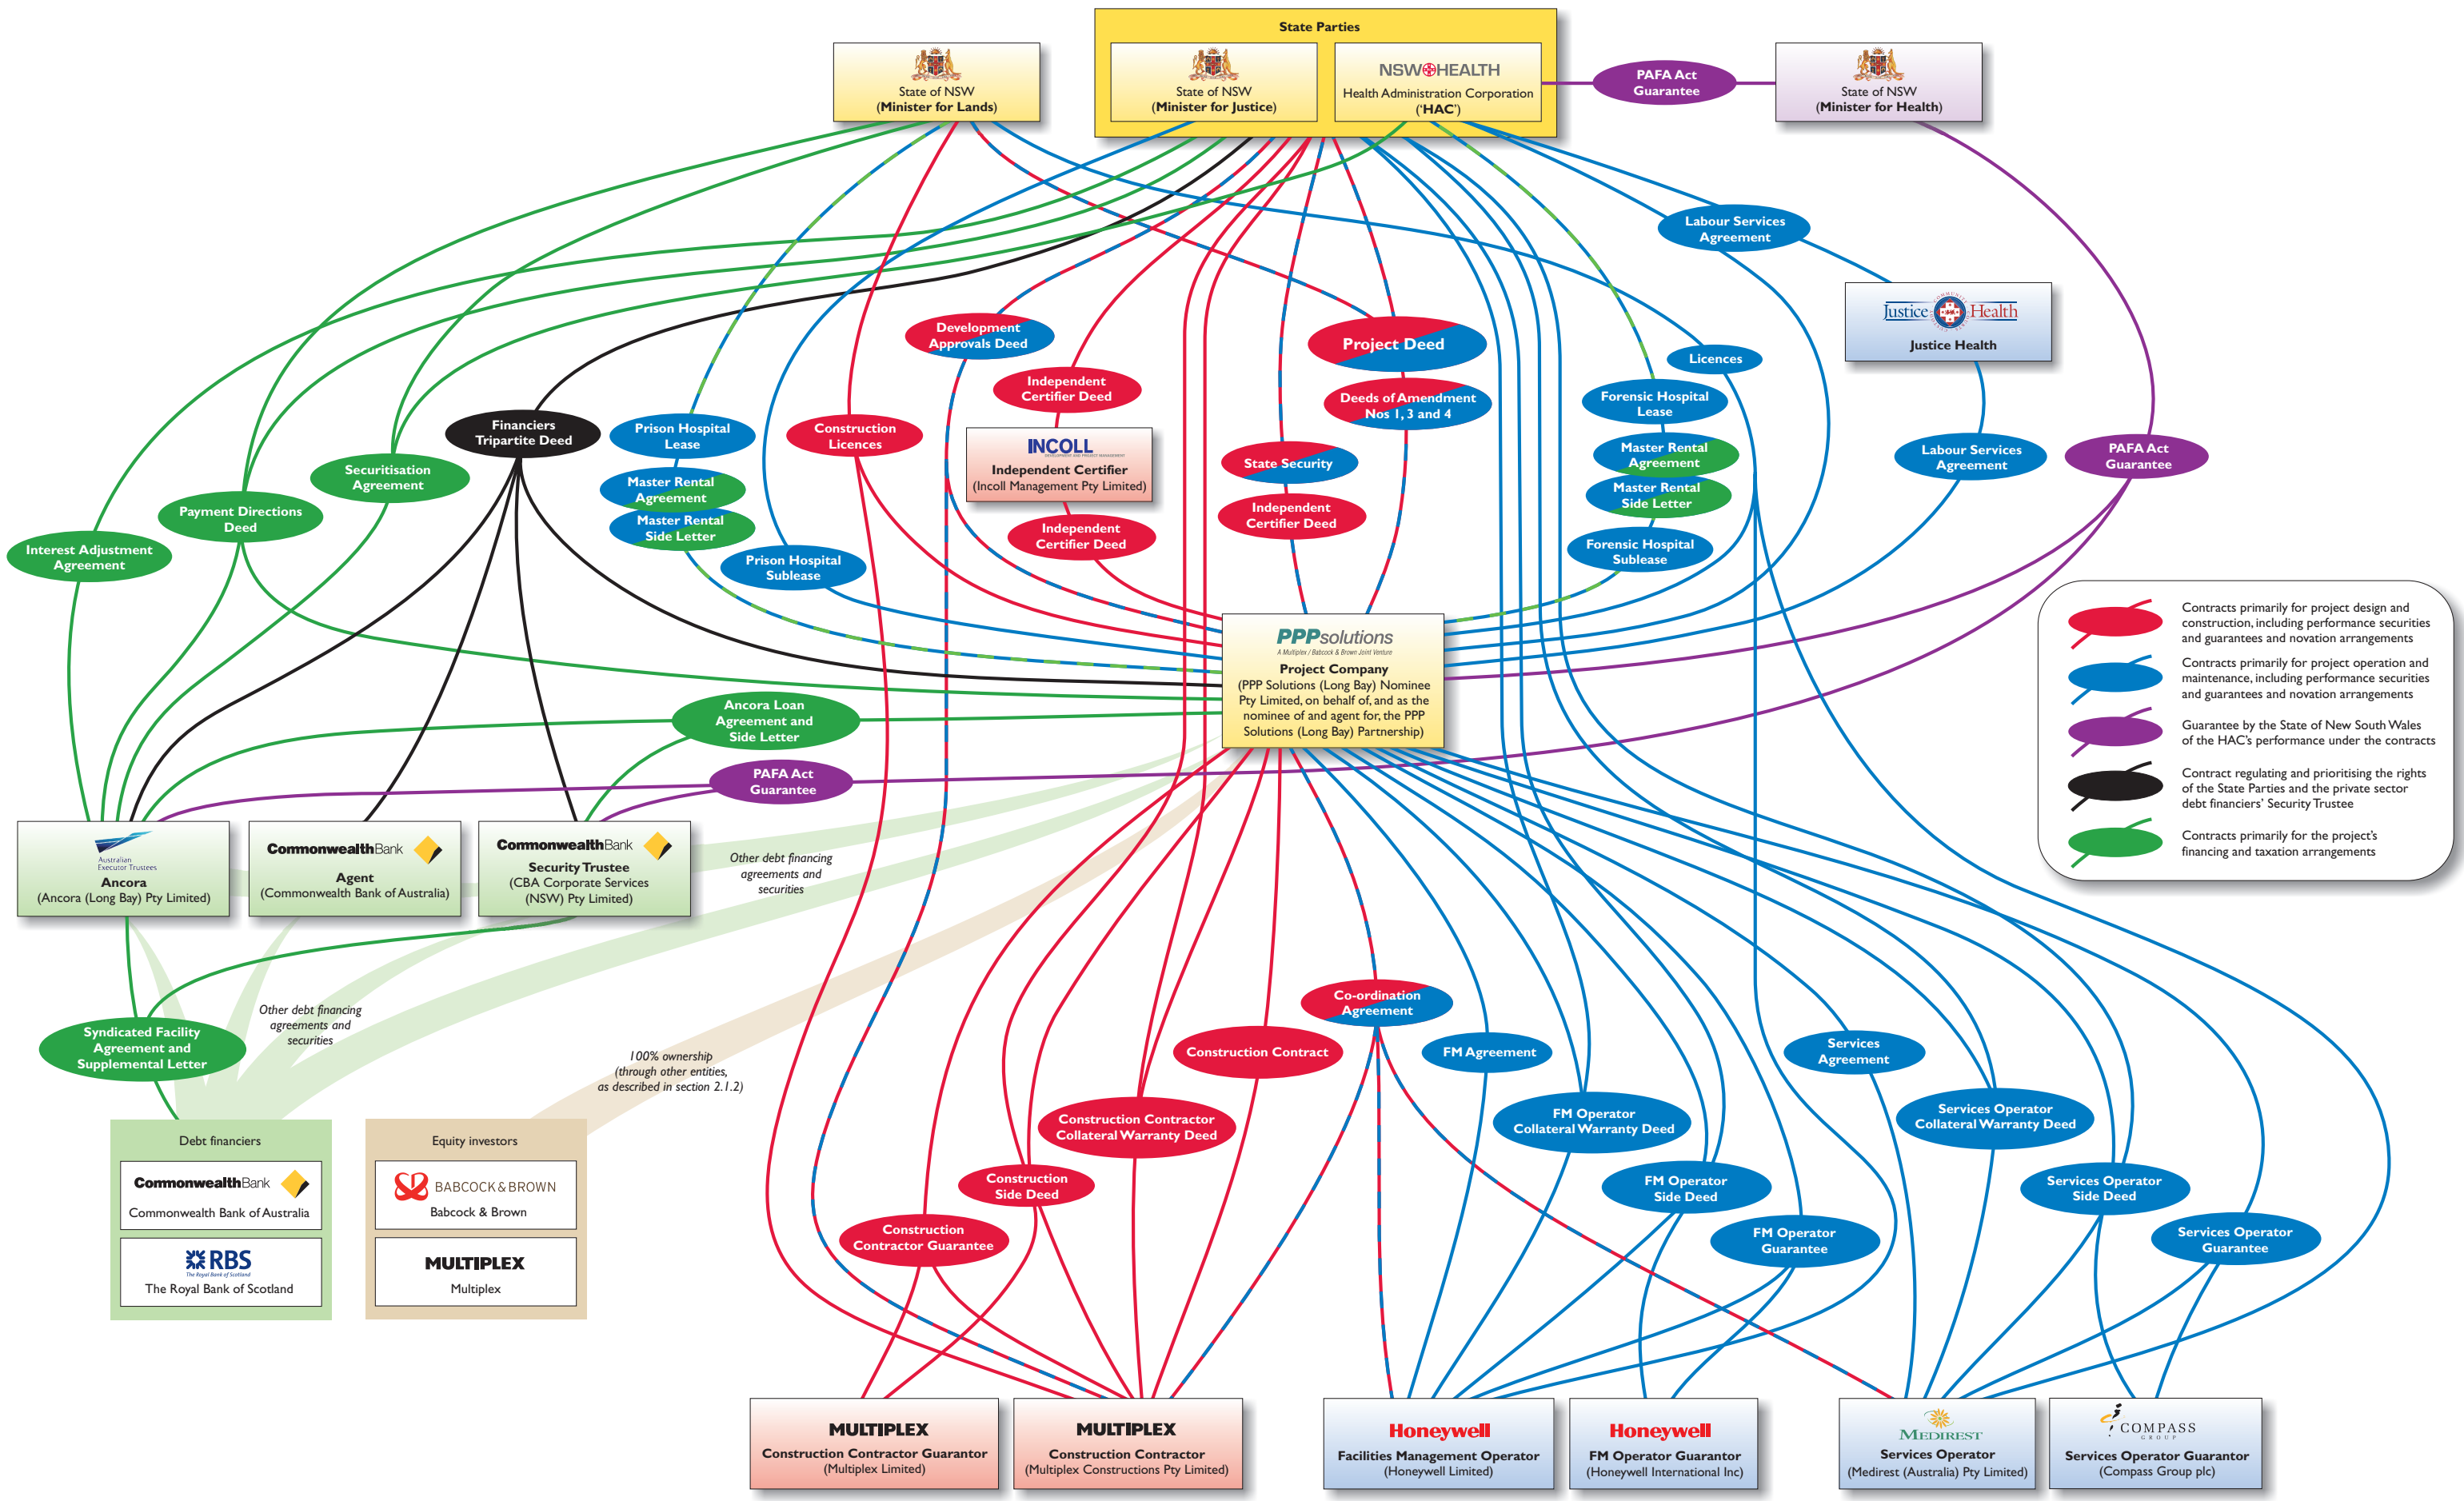 State Parties
State of NSW
(Minister for Lands)
State of NSW
(Minister for Justice)
NSW HEALTH
Health Administration Corporation
('HAC')
PAFA Act
Guarantee
State of NSW
(Minister for Health)
Labour Services
Agreement
Justice Health
Justice Health
Development
Approvals Deed
Project Deed
Licences
Independent
Certifier Deed
Deeds of Amendment
Nos 1, 3 and 4
Forensic Hospital
Lease
Financiers
Tripartite Deed
Prison Hospital
Lease
Construction
Licences
INCOLL
DEVELOPMENT AND PROJECT MANAGEMENT
Independent Certifier
(Incoll Management Pty Limited)
State Security
Master Rental
Agreement
Labour Services
Agreement
PAFA Act
Guarantee
Securitisation
Agreement
Master Rental
Agreement
Master Rental
Side Letter
Payment Directions
Deed
Master Rental
Side Letter
Independent
Certifier Deed
Independent
Certifier Deed
Interest Adjustment
Agreement
Prison Hospital
Sublease
Forensic Hospital
Sublease
PPPsolutions
A Multiplex / Babcock & Brown Joint Venture
Project Company
(PPP Solutions (Long Bay) Nominee
Pty Limited, on behalf of, and as the
nominee of and agent for, the PPP
Solutions (Long Bay) Partnership)
Contracts primarily for project design and
construction, including performance securities
and guarantees and novation arrangements
Contracts primarily for project operation and
maintenance, including performance securities
and guarantees and novation arrangements
Guarantee by the State of New South Wales
of the HAC's performance under the contracts
Contract regulating and prioritising the rights
of the State Parties and the private sector
debt financiers' Security Trustee
Contracts primarily for the project's
financing and taxation arrangements
Ancora Loan
Agreement and
Side Letter
PAFA Act
Guarantee
Australian
Executor Trustees
Ancora
(Ancora (Long Bay) Pty Limited)
CommonwealthBank
Agent
(Commonwealth Bank of Australia)
CommonwealthBank
Security Trustee
(CBA Corporate Services
(NSW) Pty Limited)
Other debt financing
agreements and
securities
Other debt financing
agreements and
securities
Syndicated Facility
Agreement and
Supplemental Letter
100% ownership
(through other entities,
as described in section 2.1.2)
Co-ordination
Agreement
Construction Contract
FM Agreement
Services
Agreement
Construction Contractor
Collateral Warranty Deed
FM Operator
Collateral Warranty Deed
Services Operator
Collateral Warranty Deed
Construction
Side Deed
FM Operator
Side Deed
Services Operator
Side Deed
Construction
Contractor Guarantee
FM Operator
Guarantee
Services Operator
Guarantee
Debt financiers
CommonwealthBank
Commonwealth Bank of Australia
RBS
The Royal Bank of Scotland
The Royal Bank of Scotland
Equity investors
BABCOCK & BROWN
Babcock & Brown
MULTIPLEX
Multiplex
MULTIPLEX
Construction Contractor Guarantor
(Multiplex Limited)
MULTIPLEX
Construction Contractor
(Multiplex Constructions Pty Limited)
Honeywell
Facilities Management Operator
(Honeywell Limited)
Honeywell
FM Operator Guarantor
(Honeywell International Inc)
MEDIREST
Services Operator
(Medirest (Australia) Pty Limited)
COMPASS
GROUP
Services Operator Guarantor
(Compass Group plc)